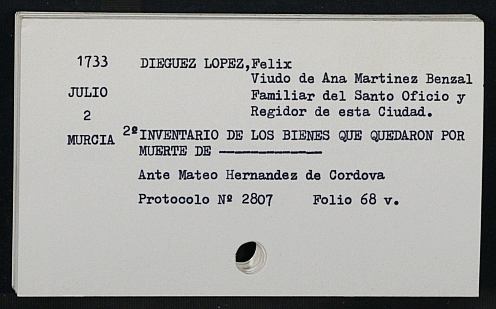 1733 DIEGUEZ LOPEZ,Felix
Viudo de Ana Martinez Benzal
JULIO Familiar del Santo Oficio y
2 Regidor de esta Ciudad.
MURCIA 2º INVENTARIO DE LOS BIENES QUE QUEDARON POR
MUERTE DE -------------
Ante Mateo Hernandez de Cordova
Protocolo Nº 2807 Folio 68 v.